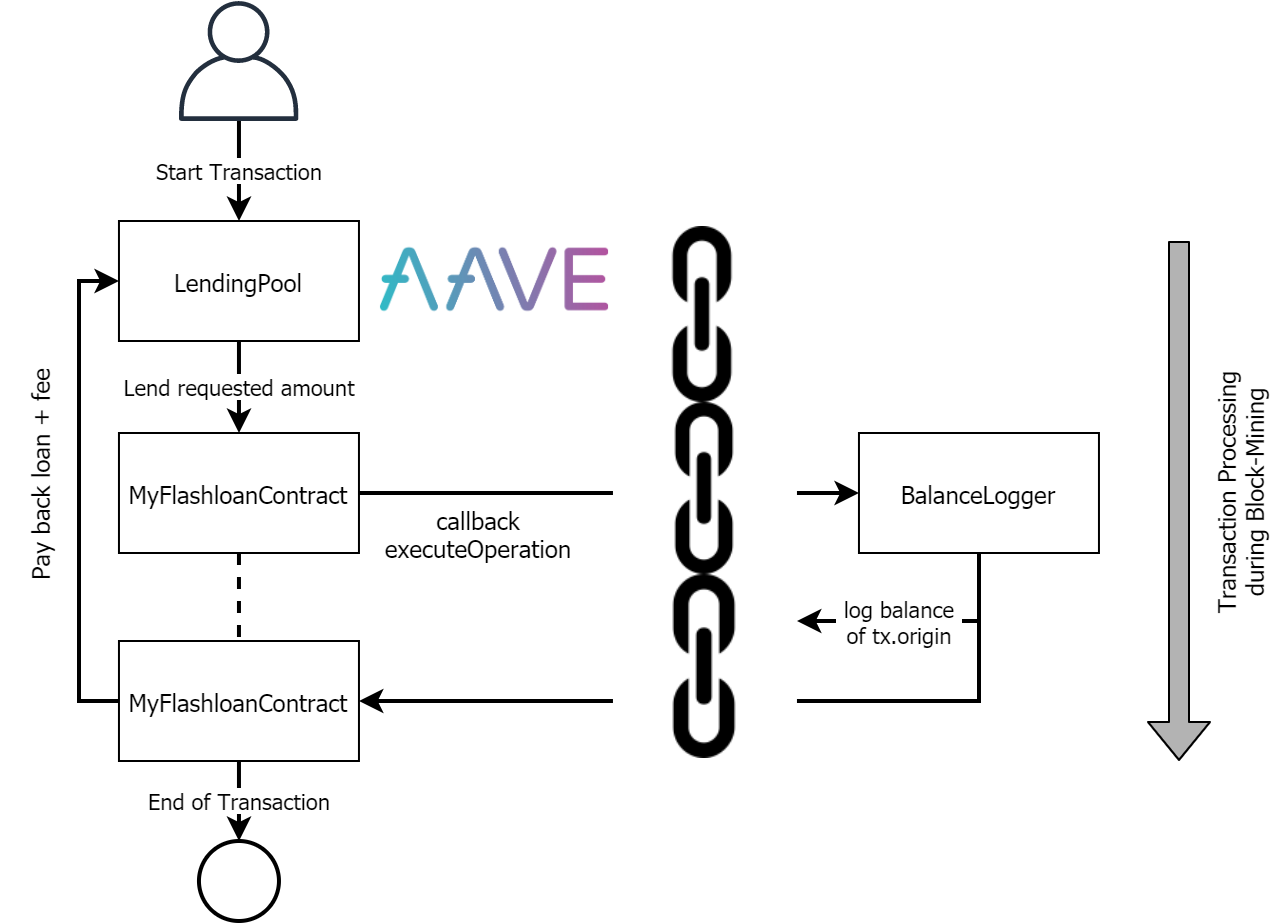 Start Transaction
LendingPool
AAVE
Lend requested amount
Pay back loan + fee
MyFlashloanContract
callback
executeOperation
BalanceLogger
log balance
of tx.origin
MyFlashloanContract
End of Transaction
Transaction Processing
during Block-Mining